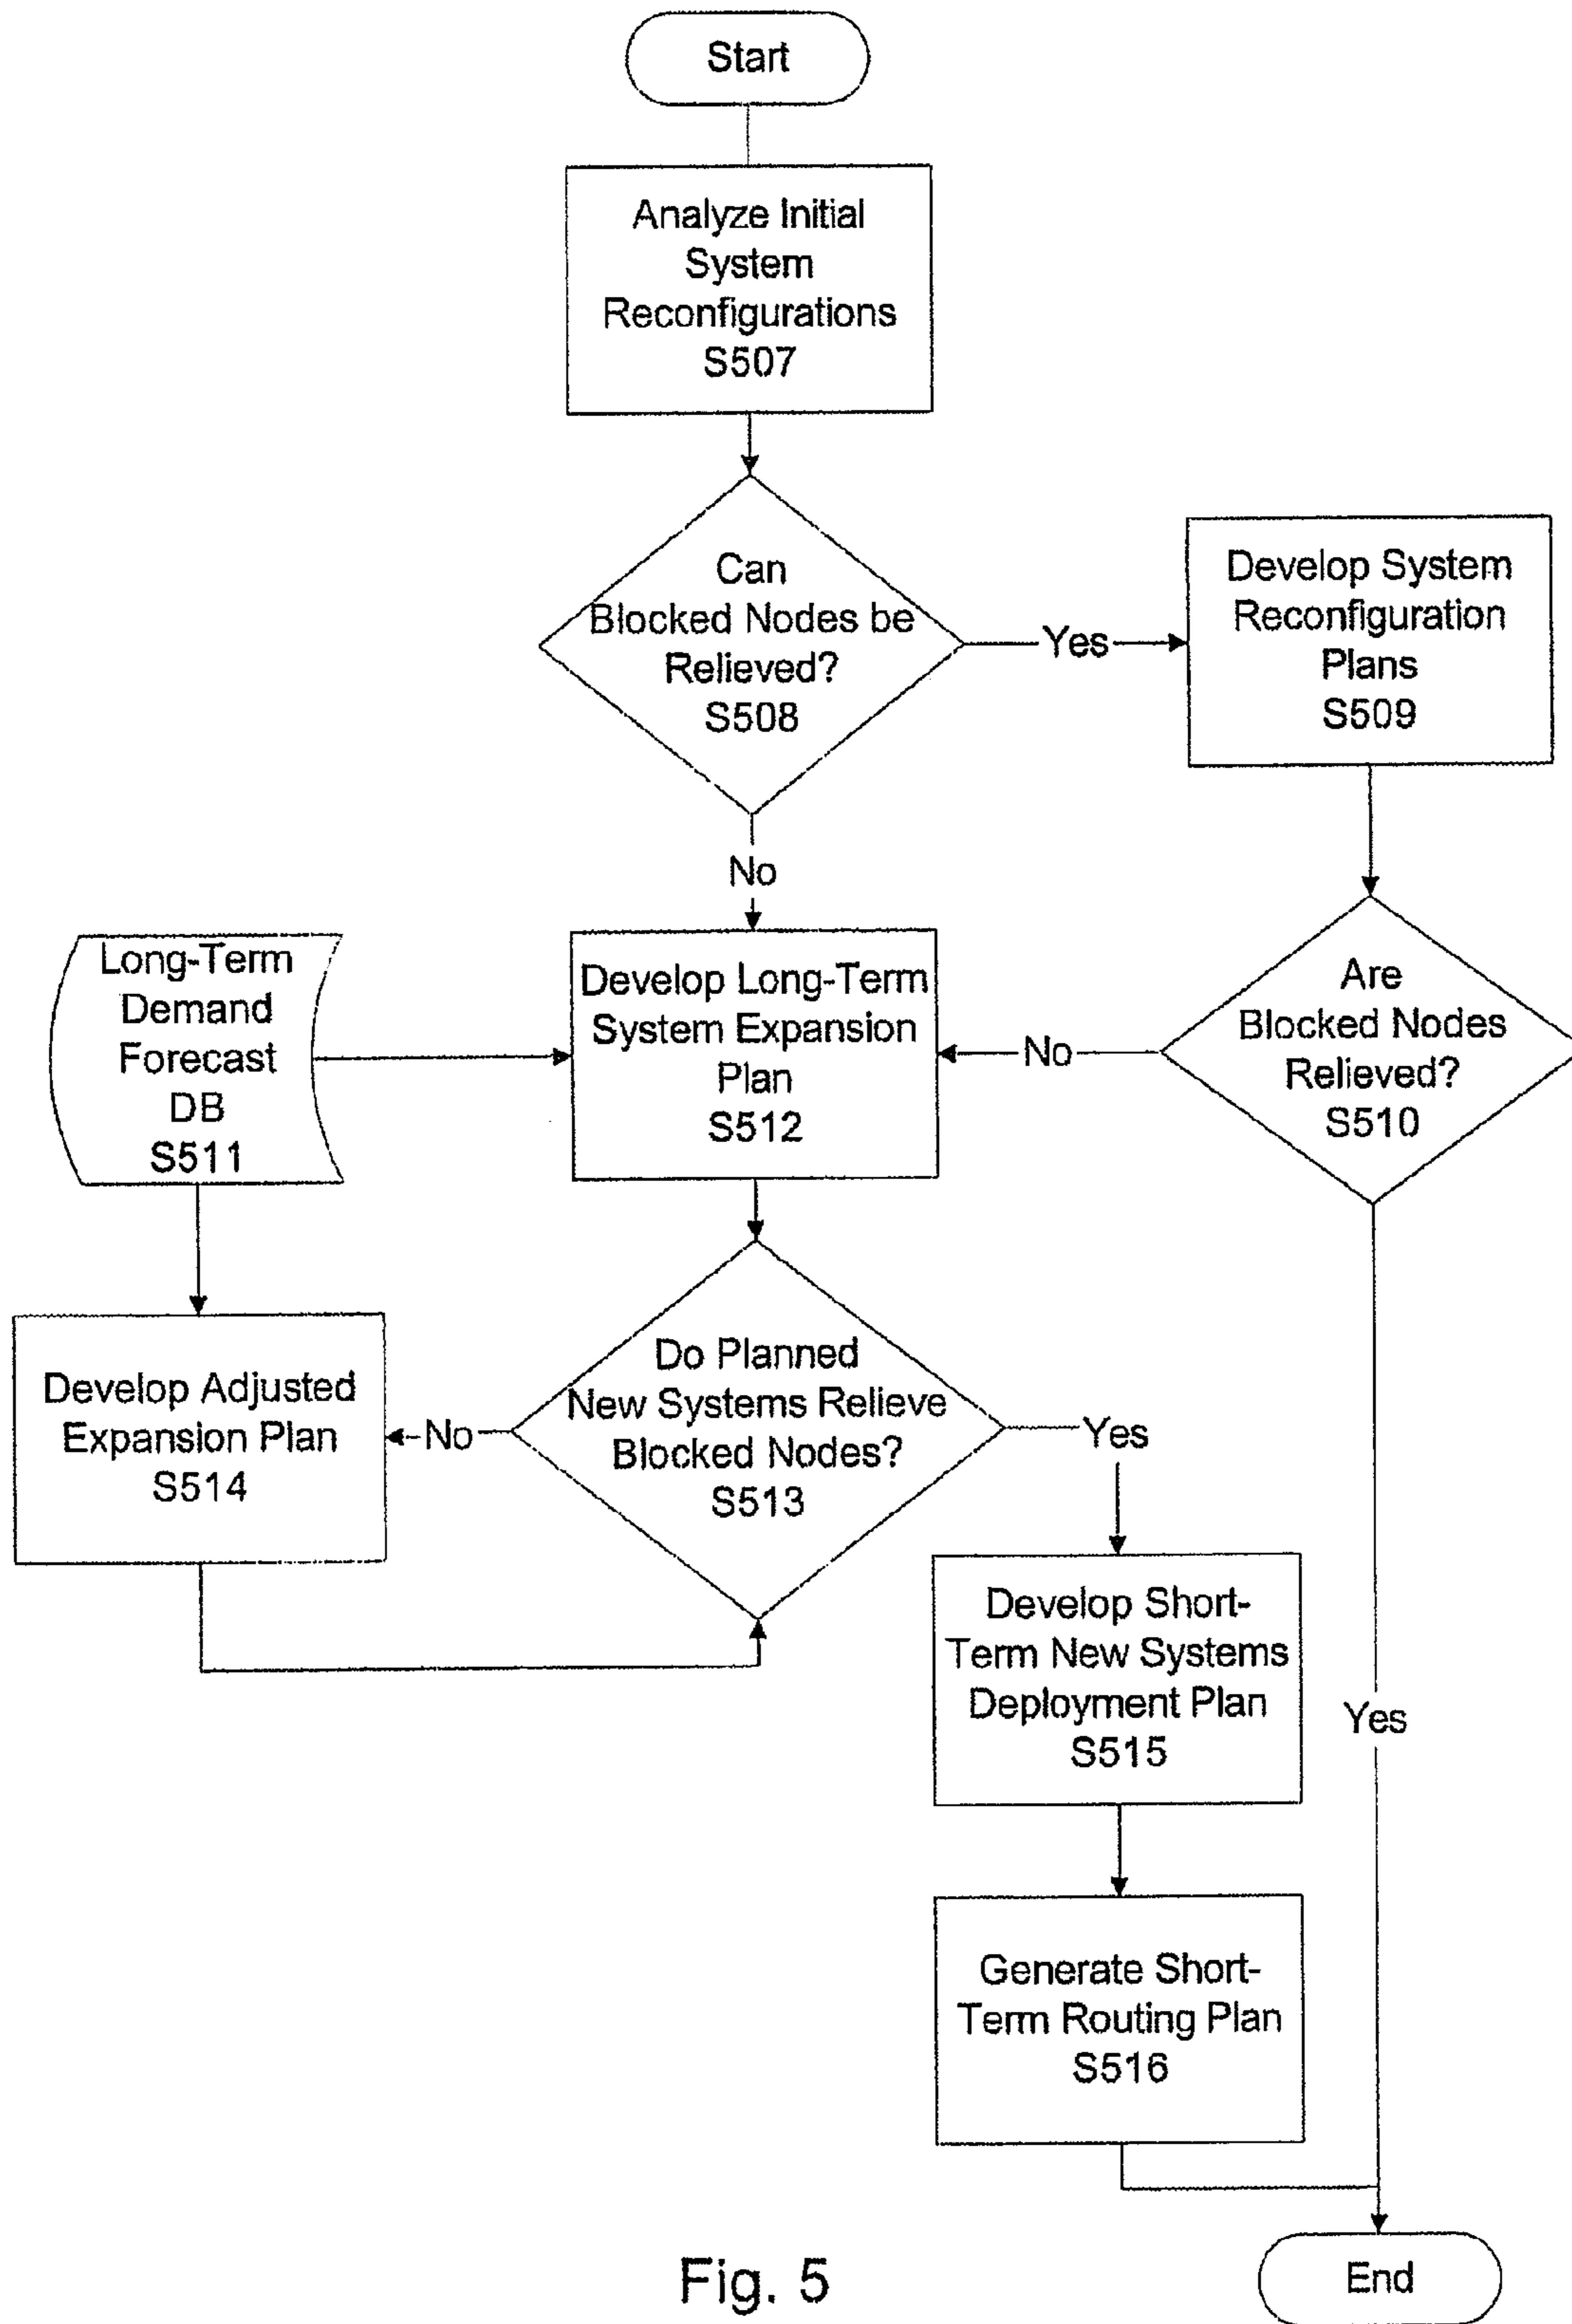 Start
Analyze Initial
System
Reconfigurations
S507
Can
Blocked Nodes be
Relieved?
S508
Yes
Develop System
Reconfiguration
Plans
S509
No
Long-Term
Demand
Forecast
DB
S511
Develop Long-Term
System Expansion
Plan
S512
No
Are
Blocked Nodes
Relieved?
S510
Develop Adjusted
Expansion Plan
S514
No
Do Planned
New Systems Relieve
Blocked Nodes?
S513
Yes
Develop Short-
Term New Systems
Deployment Plan
S515
Yes
Generate Short-
Term Routing Plan
S516
End
Fig. 5